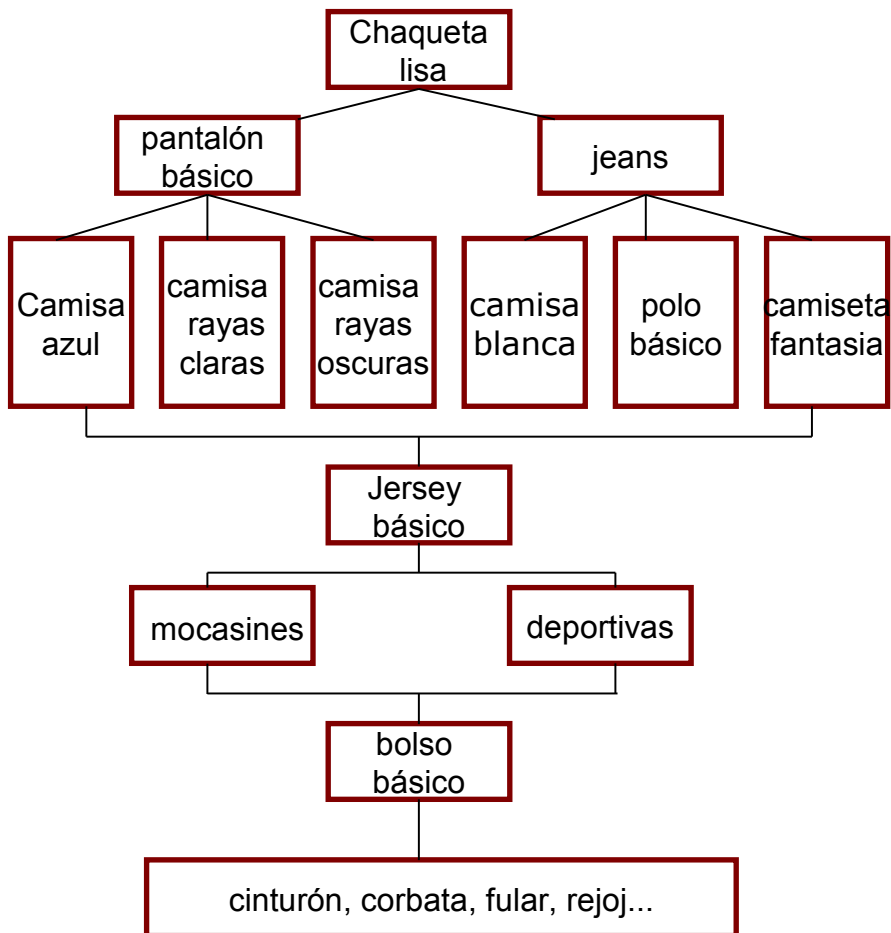 Chaqueta
lisa
pantalón
básico
jeans
Camisa
azul
camisa
rayas
claras
camisa
rayas
oscuras
camisa
blanca
polo
básico
camiseta
fantasia
Jersey
básico
mocasines
deportivas
bolso
básico
cinturón, corbata, fular, rejoj...